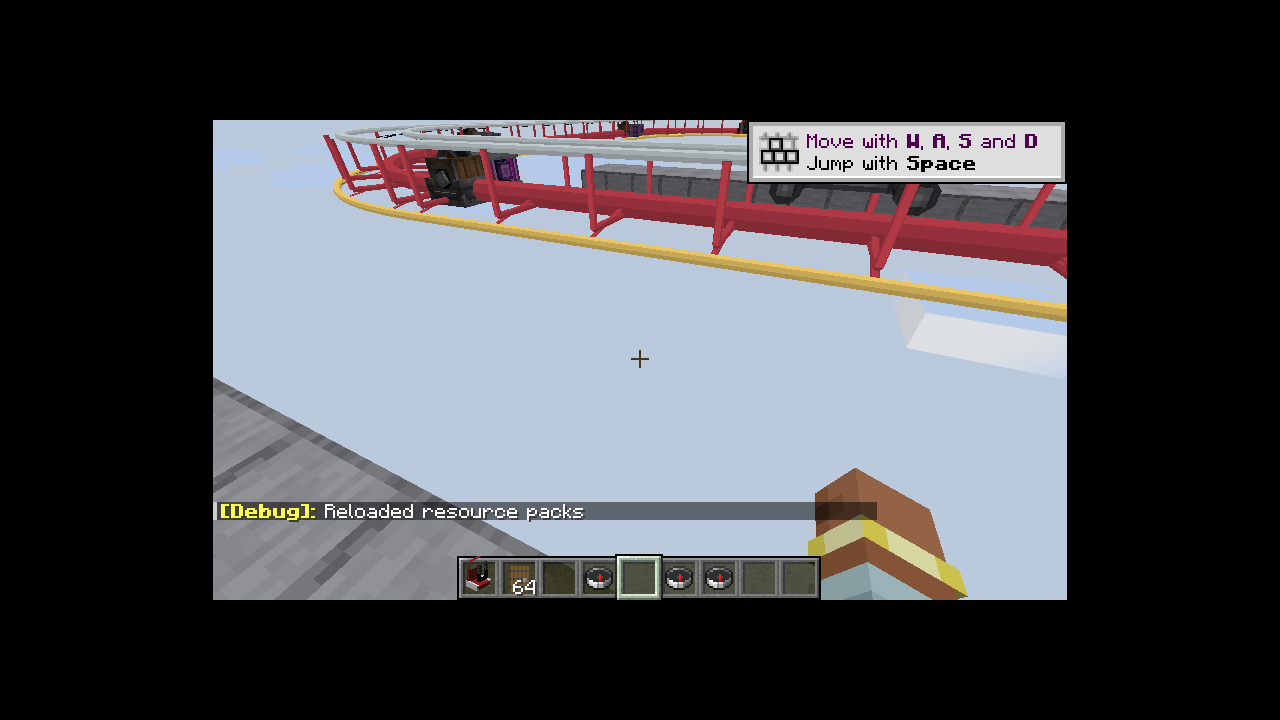 Move with W, A, S and D
Jump with Space
[Debug]: Reloaded resource packs
64